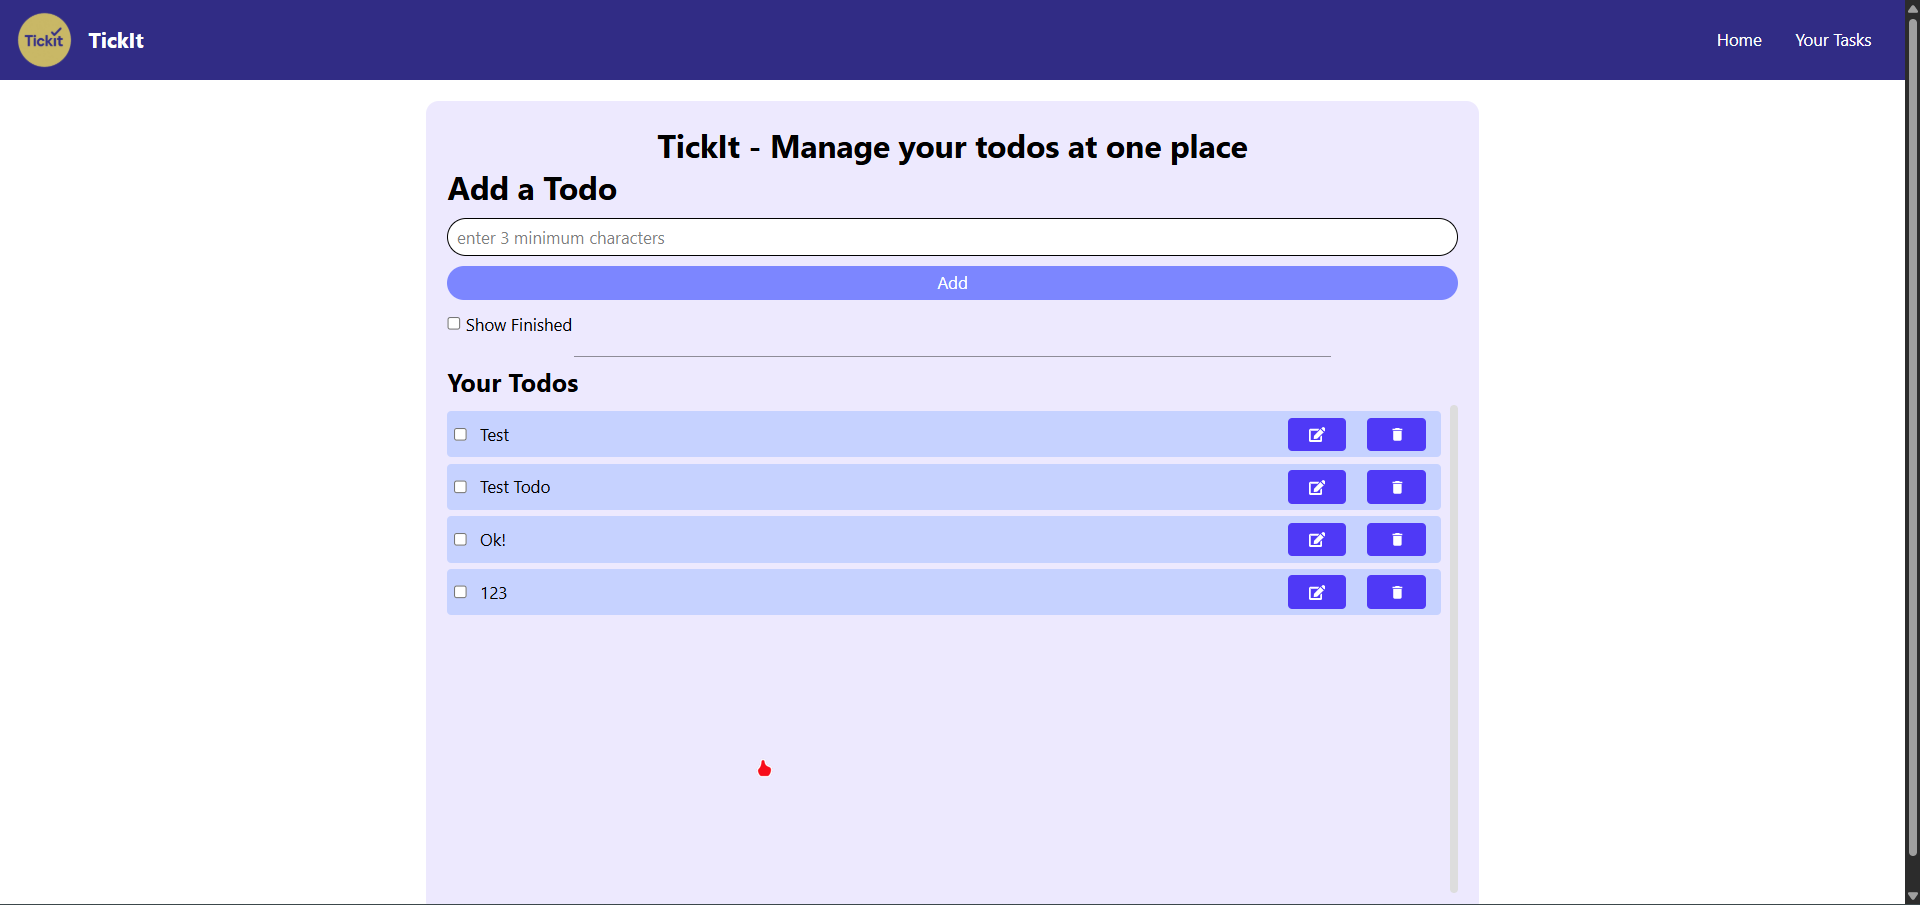 Tickit
TickIt
Home
Your Tasks
TickIt - Manage your todos at one place
Add a Todo
enter 3 minimum characters
Add
Show Finished
Your Todos
Test
Test Todo
Ok!
123